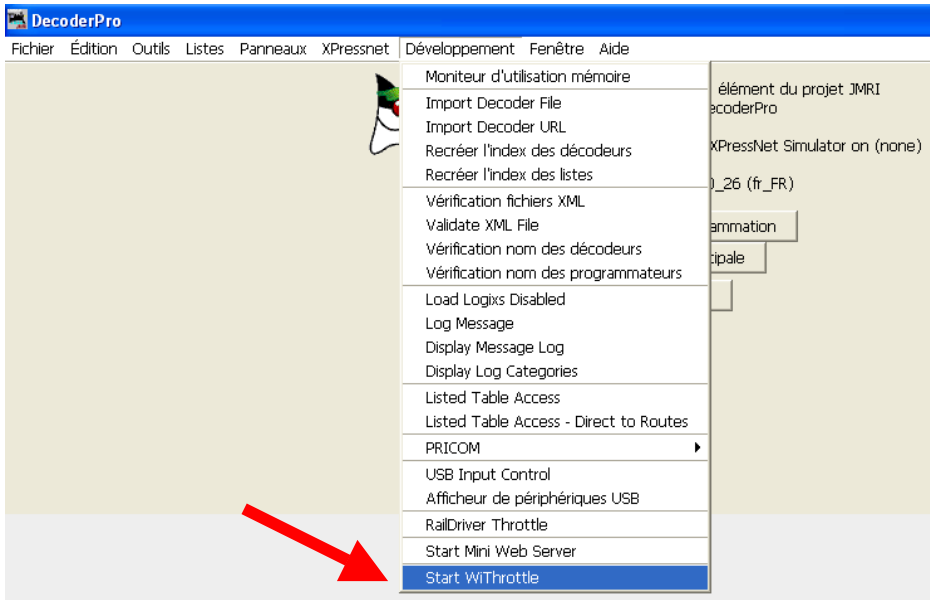 DecoderPro
Fichier Édition Outils Listes Panneaux XPressnet Développement Fenêtre Aide
Moniteur d'utilisation mémoire
Import Decoder File
Import Decoder URL
Recréer l'index des décodeurs
Recréer l'index des listes
Vérification fichiers XML
Validate XML File
Vérification nom des décodeurs
Vérification nom des programmateurs
Load Logixs Disabled
Log Message
Display Message Log
Display Log Categories
Listed Table Access
Listed Table Access - Direct to Routes
PRICOM
USB Input Control
Afficheur de périphériques USB
RailDriver Throttle
Start Mini Web Server
Start WiThrottle
élément du projet JMRI
ecoderPro
XPressNet Simulator on (none)
_26 (fr_FR)
ammation
cipale